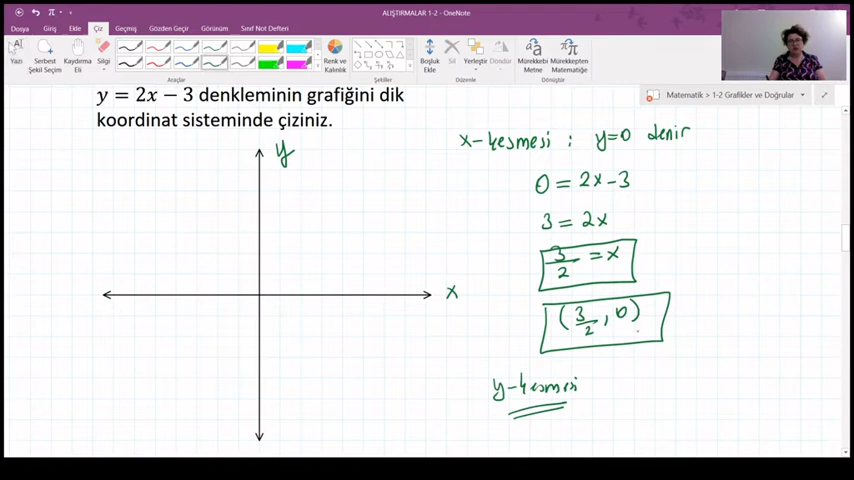 ALIŞTIRMALAR 1-2 - OneNote
Dosya Giriş Ekle Çiz Geçmiş Gözden Geçir Görünüm Sınıf Not Defteri
Yazı Serbest Şekil Seçim Kaydırma Eli Silgi Renk ve Kalınlık Boşluk Ekle Sil Yerleştir Döndür Mürekkebi Metne Mürekkepten Matematiğe
Araçlar Şekiller Düzenleme
Matematik > 1-2 Grafikler ve Doğrular
y = 2x − 3 denkleminin grafiğini dik
koordinat sisteminde çiziniz.
y
x
x-kesmesi : y=0 denir
0 = 2x-3
3 = 2x
3/2 = x
(3/2, 0)
y-kesmesi